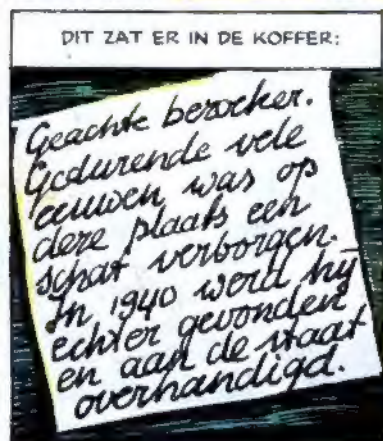 DIT ZAT ER IN DE KOFFER:
Geachte bezoeker.
Gedurende vele
eeuwen was op
deze plaats een
schat verborgen.
In 1940 werd hij
echter gevonden
en aan de staat
overhandigd.